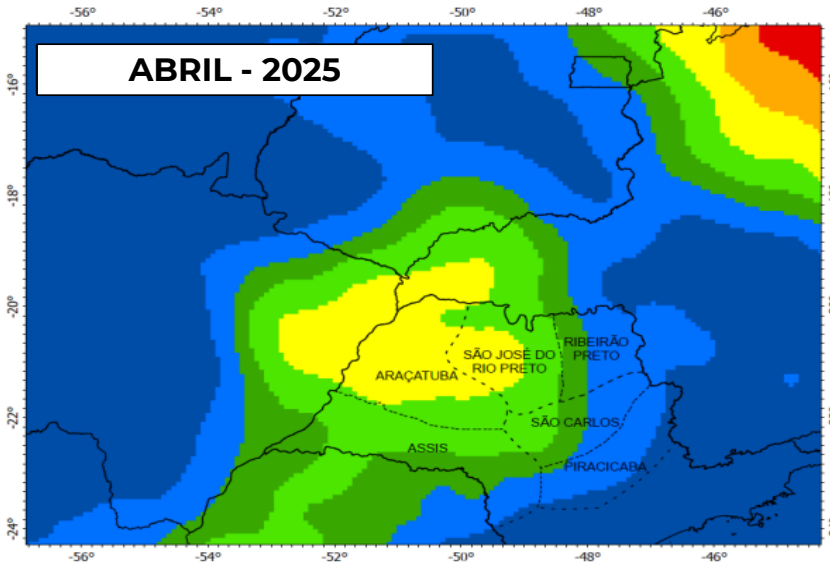 -56° -54° -52° -50° -48° -46°
ABRIL - 2025
-16°
-18°
-20°
RIBEIRÃO
PRETO
SÃO JOSÉ DO
RIO PRETO
ARAÇATUBA
-22°
SÃO CARLOS
ASSIS
PIRACICABA
-24°
-56° -54° -52° -50° -48° -46°